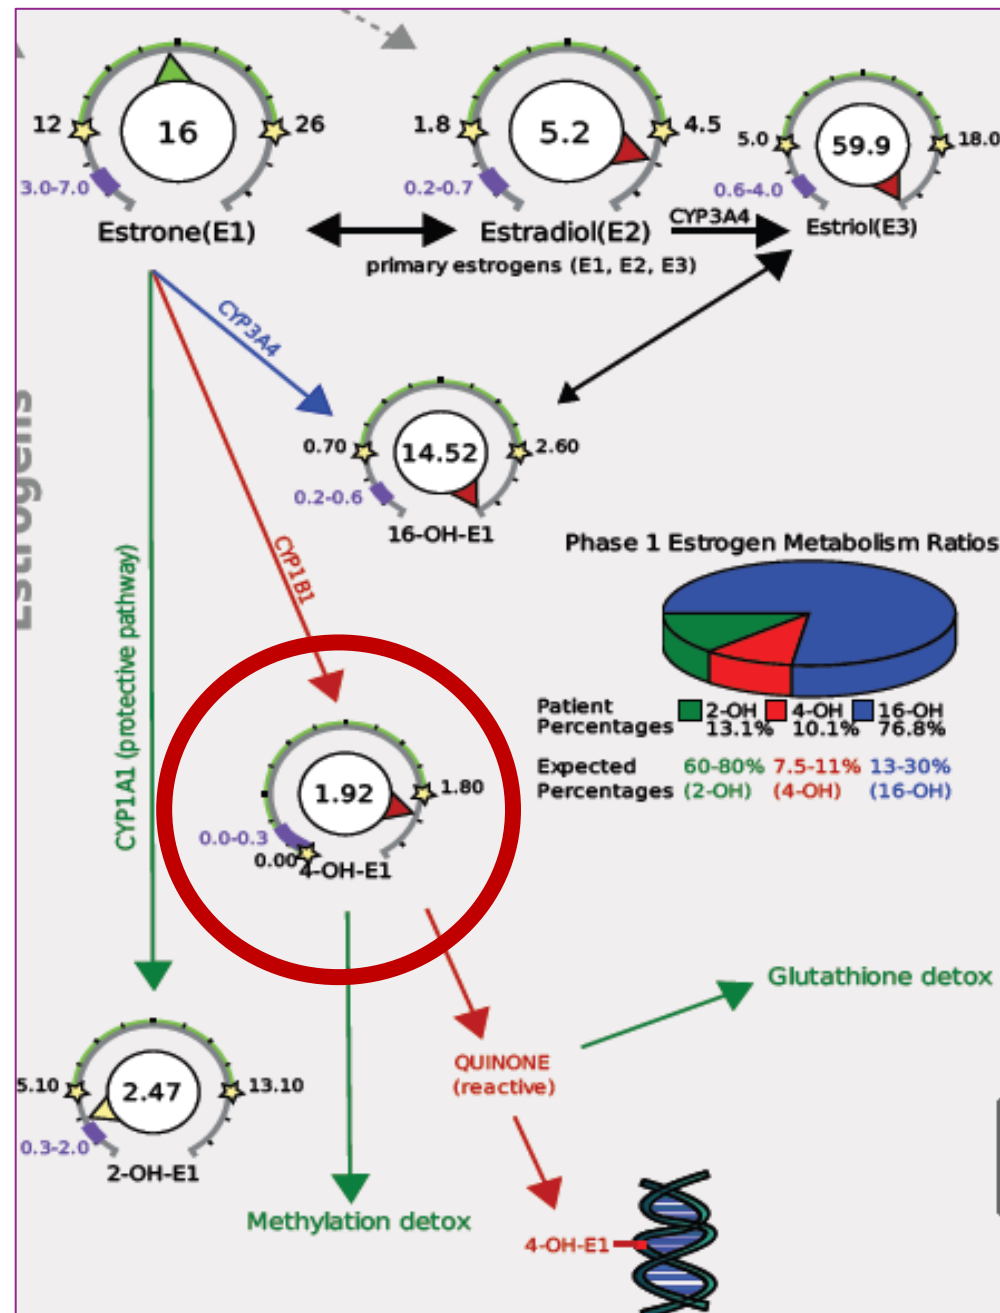 12 16 26
1.8 5.2 4.5
5.0 59.9 18.0
3.0-7.0
0.2-0.7
0.6-4.0
Estrone(E1)
Estradiol(E2)
CYP3A4
Estriol(E3)
primary estrogens (E1, E2, E3)
CYP3A4
Estrogens
0.70 14.52 2.60
0.2-0.6
16-OH-E1
CYP1B1
CYP1A1 (protective pathway)
Phase 1 Estrogen Metabolism Ratios
Patient 2-OH 4-OH 16-OH
Percentages 13.1% 10.1% 76.8%
Expected 60-80% 7.5-11% 13-30%
Percentages (2-OH) (4-OH) (16-OH)
1.92 1.80
0.0-0.3
0.00
4-OH-E1
Glutathione detox
QUINONE
(reactive)
5.10 2.47 13.10
0.3-2.0
2-OH-E1
Methylation detox
4-OH-E1